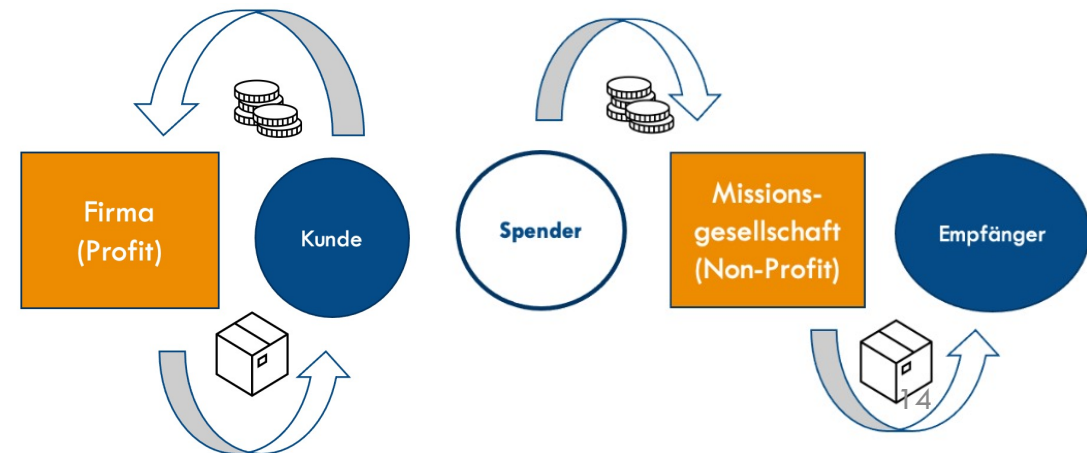 Firma
(Profit)
Kunde
Spender
Missions-
gesellschaft
(Non-Profit)
Empfänger
14